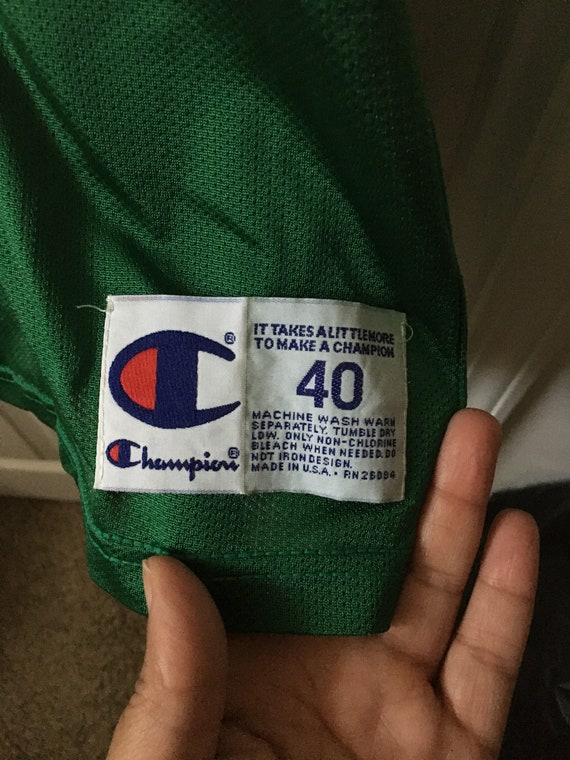 Champion®
®
IT TAKES A LITTLE MORE
TO MAKE A CHAMPION
40
MACHINE WASH WARM
SEPARATELY. TUMBLE DRY
LOW. ONLY NON-CHLORINE
BLEACH WHEN NEEDED. DO
NOT IRON DESIGN.
MADE IN U.S.A. • RN26094